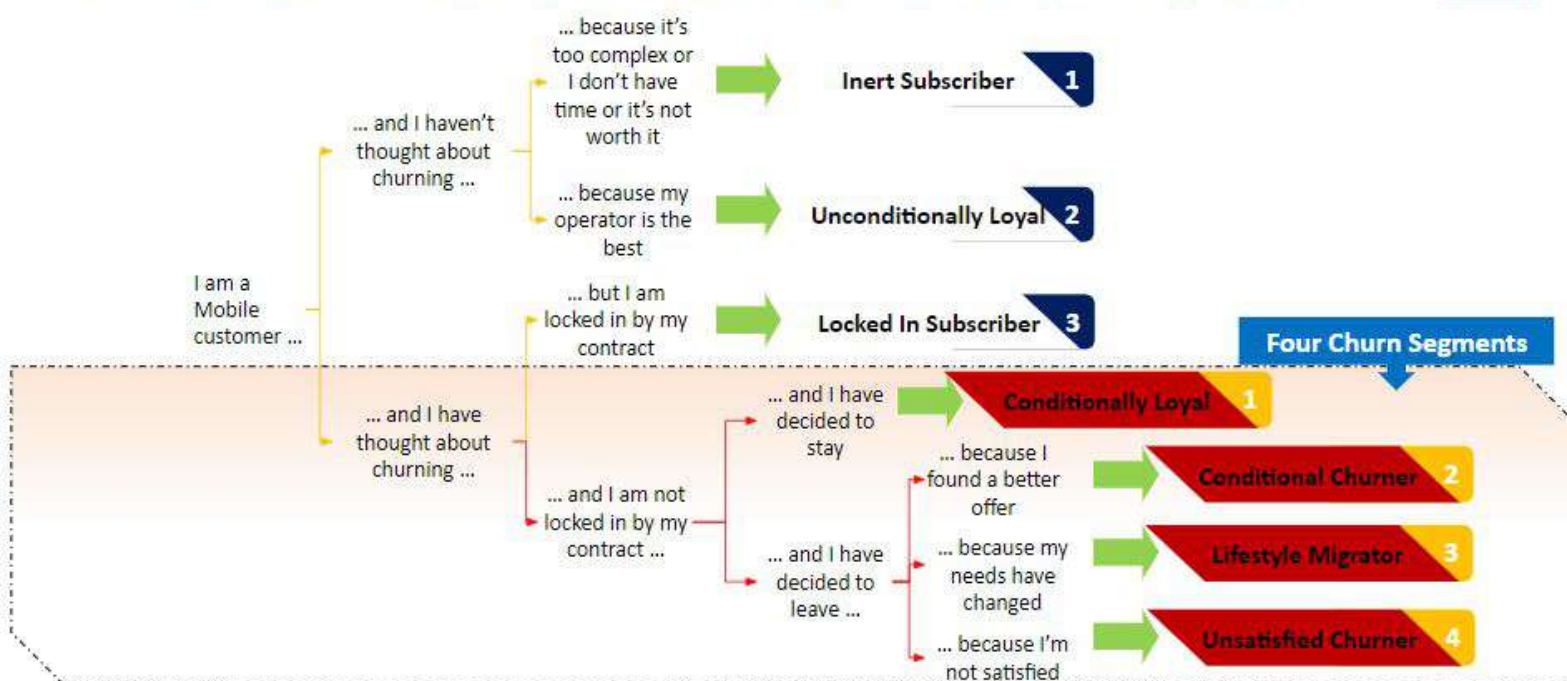 ... because it's
too complex or
I don't have
time or it's not
worth it
Inert Subscriber 1
... and I haven't
thought about
churning ...
... because my
operator is the
best
Unconditionally Loyal 2
I am a
Mobile
customer ...
... but I am
locked in by my
contract
Locked In Subscriber 3
Four Churn Segments
... and I have
thought about
churning ...
... and I have
decided to
stay
Conditionally Loyal 1
... and I am not
locked in by my
contract ...
... and I have
decided to
leave ...
... because I
found a better
offer
Conditional Churner 2
... because my
needs have
changed
Lifestyle Migrator 3
... because I'm
not satisfied
Unsatisfied Churner 4